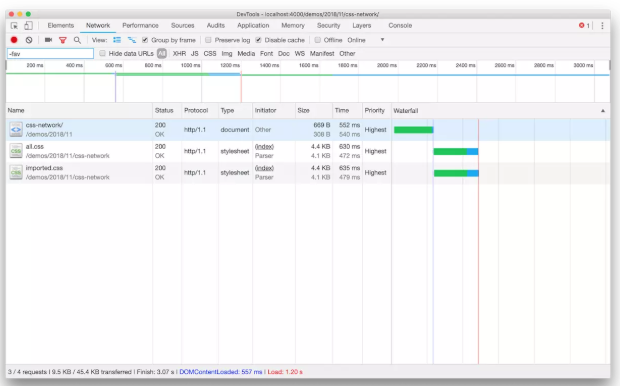 DevTools - localhost:4000/demos/2018/11/css-network/
Elements Network Performance Sources Audits Application Memory Security Layers Console 1
View: Group by frame Preserve log Disable cache Offline Online
-fav Hide data URLs All XHR JS CSS Img Media Font Doc WS Manifest Other
200 ms 400 ms 600 ms 800 ms 1000 ms 1200 ms 1400 ms 1600 ms 1800 ms 2000 ms 2200 ms 2400 ms 2600 ms 2800 ms 3000 ms
Name Status Protocol Type Initiator Size Time Priority Waterfall
css-network/ 200 http/1.1 document Other 669 B 552 ms Highest
/demos/2018/11 OK 308 B 540 ms
all.css 200 http/1.1 stylesheet (index) 4.4 KB 630 ms Highest
/demos/2018/11/css-network OK Parser 4.1 KB 472 ms
imported.css 200 http/1.1 stylesheet (index) 4.4 KB 635 ms Highest
/demos/2018/11/css-network OK Parser 4.1 KB 479 ms
3 / 4 requests | 9.5 KB / 45.4 KB transferred | Finish: 3.07 s | DOMContentLoaded: 557 ms | Load: 1.20 s